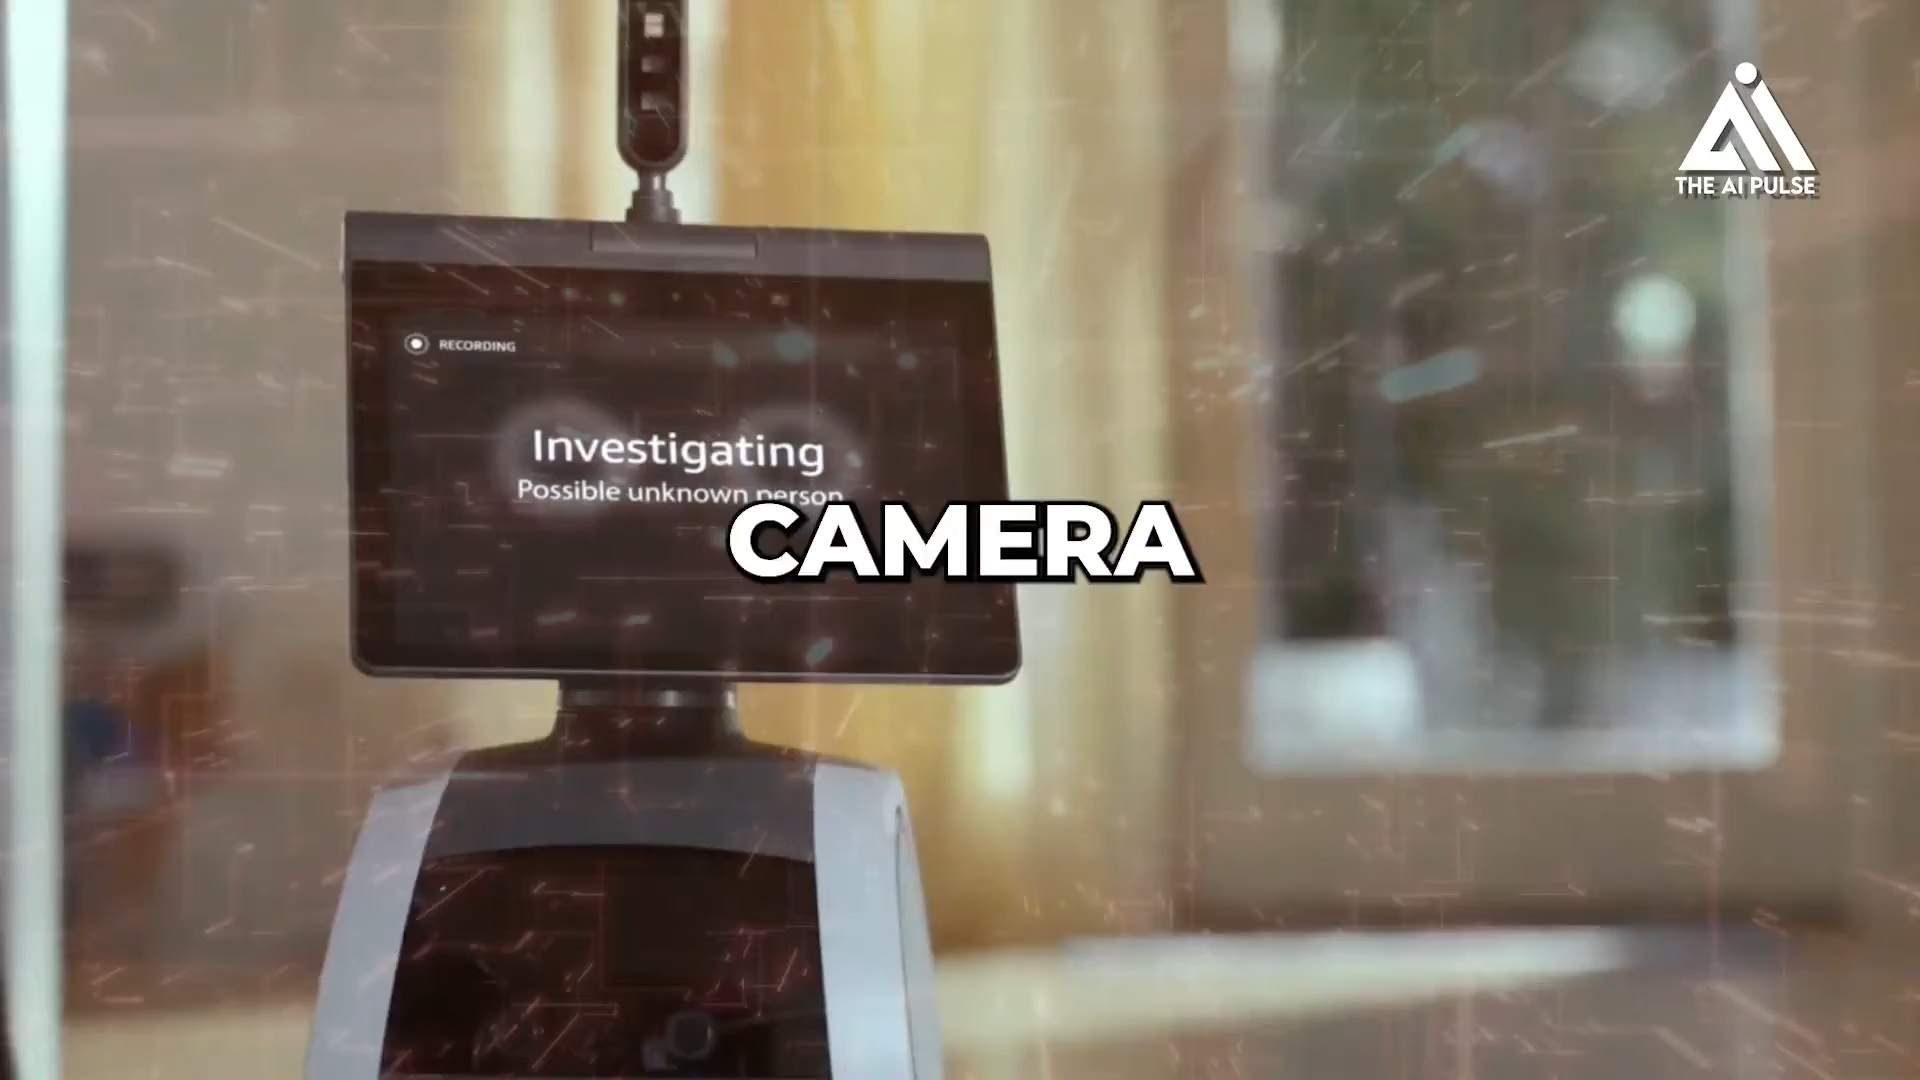 THE AI PULSE
RECORDING
Investigating
Possible unknown person
CAMERA